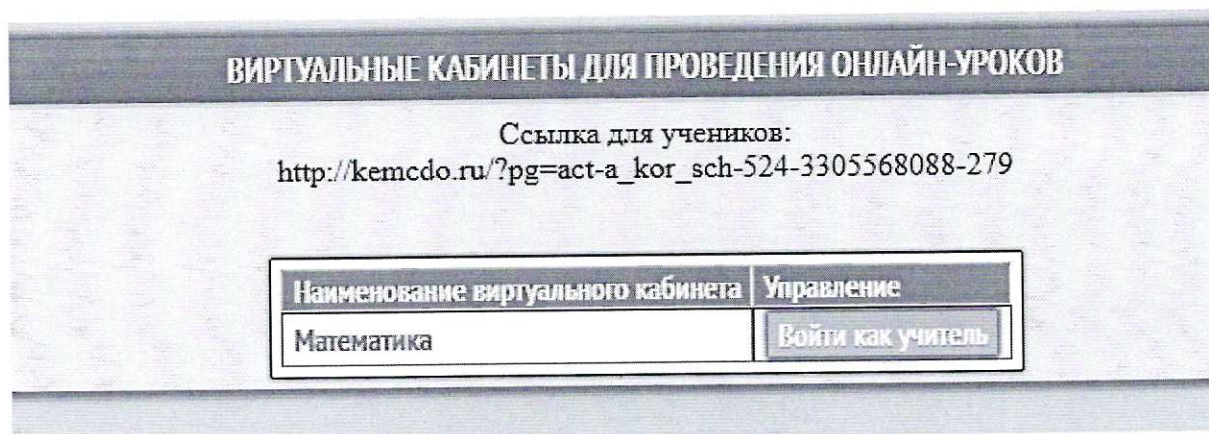 ВИРТУАЛЬНЫЕ КАБИНЕТЫ ДЛЯ ПРОВЕДЕНИЯ ОНЛАЙН-УРОКОВ
Ссылка для учеников:
http://kemcdo.ru/?pg=act-a_kor_sch-524-3305568088-279
Наименование виртуального кабинета Управление
Математика Войти как учитель